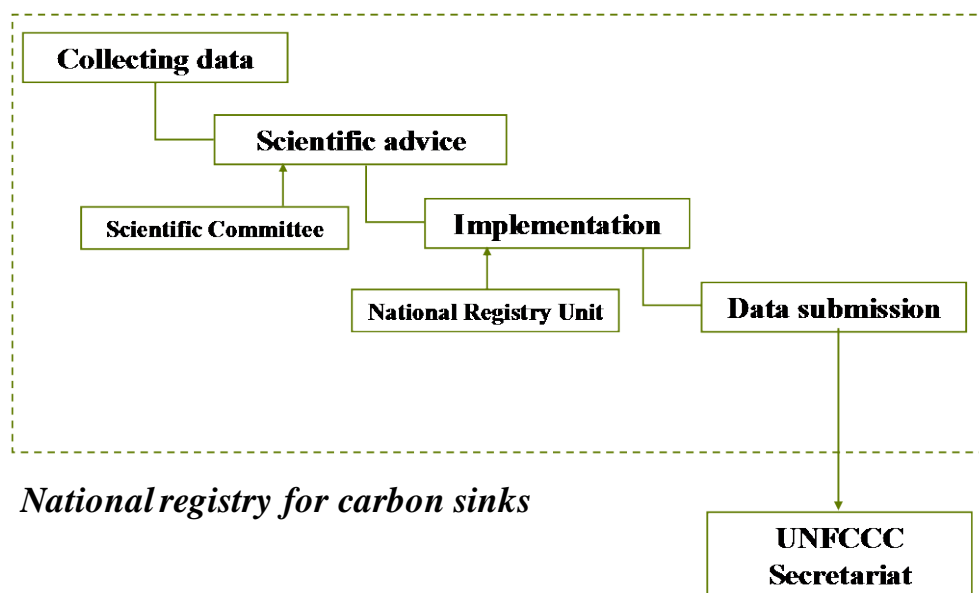 Collecting data
Scientific advice
Scientific Committee
Implementation
National Registry Unit
Data submission
National registry for carbon sinks
UNFCCC
Secretariat